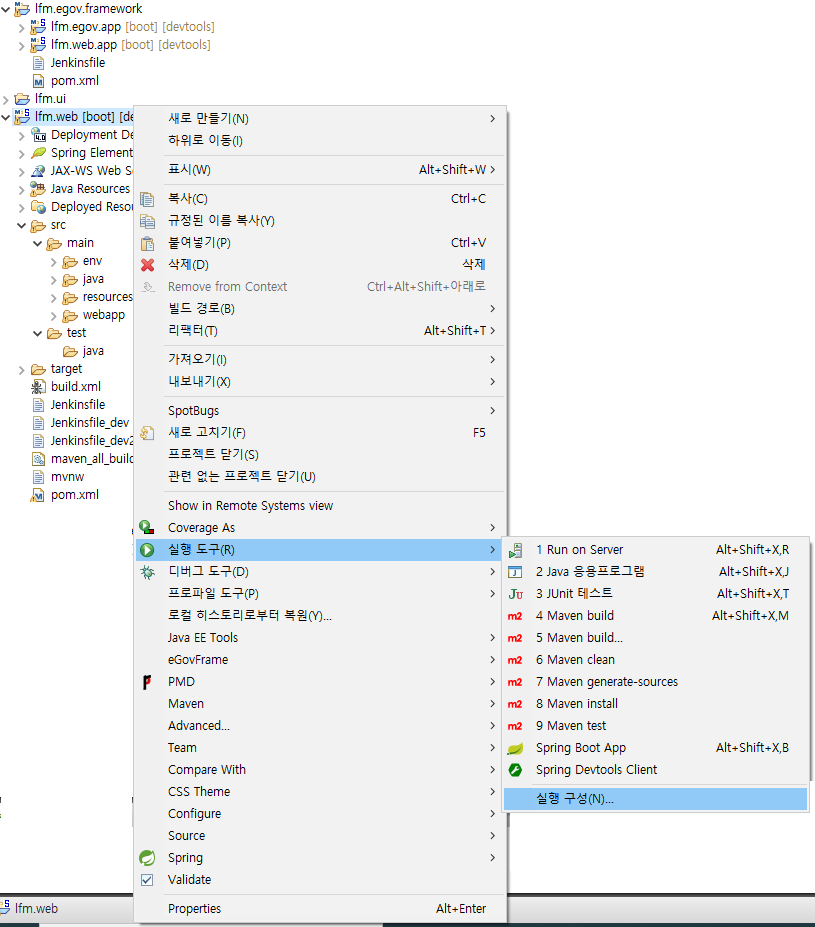 lfm.egov.framework
lfm.egov.app [boot] [devtools]
lfm.web.app [boot] [devtools]
Jenkinsfile
pom.xml
lfm.ui
lfm.web [boot] [de
Deployment De
Spring Element
JAX-WS Web S
Java Resources
Deployed Resou
src
main
env
java
resources
webapp
test
java
target
build.xml
Jenkinsfile
Jenkinsfile_dev
Jenkinsfile_dev2
maven_all_build
mvnw
pom.xml
새로 만들기(N)
하위로 이동(I)
표시(W) Alt+Shift+W
복사(C) Ctrl+C
규정된 이름 복사(Y)
붙여넣기(P) Ctrl+V
삭제(D) 삭제
Remove from Context Ctrl+Alt+Shift+아래로
빌드 경로(B)
리팩터(T) Alt+Shift+T
가져오기(I)
내보내기(X)
SpotBugs
새로 고치기(F) F5
프로젝트 닫기(S)
관련 없는 프로젝트 닫기(U)
Show in Remote Systems view
Coverage As
실행 도구(R)
디버그 도구(D)
프로파일 도구(P)
로컬 히스토리로부터 복원(Y)...
Java EE Tools
eGovFrame
PMD
Maven
Advanced...
Team
Compare With
CSS Theme
Configure
Source
Spring
Validate
Properties Alt+Enter
1 Run on Server Alt+Shift+X,R
2 Java 응용프로그램 Alt+Shift+X,J
3 JUnit 테스트 Alt+Shift+X,T
m2 4 Maven build Alt+Shift+X,M
m2 5 Maven build...
m2 6 Maven clean
m2 7 Maven generate-sources
m2 8 Maven install
m2 9 Maven test
Spring Boot App Alt+Shift+X,B
Spring Devtools Client
실행 구성(N)...
lfm.web